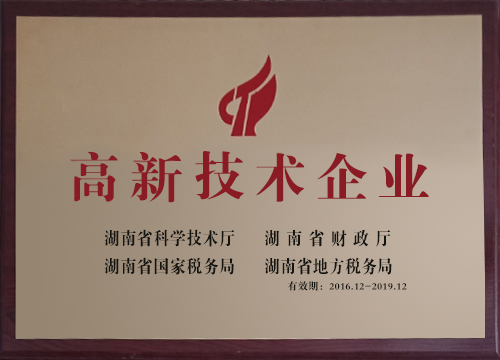 高新技术企业
湖南省科学技术厅 湖南省财政厅
湖南省国家税务局 湖南省地方税务局
有效期：2016.12-2019.12